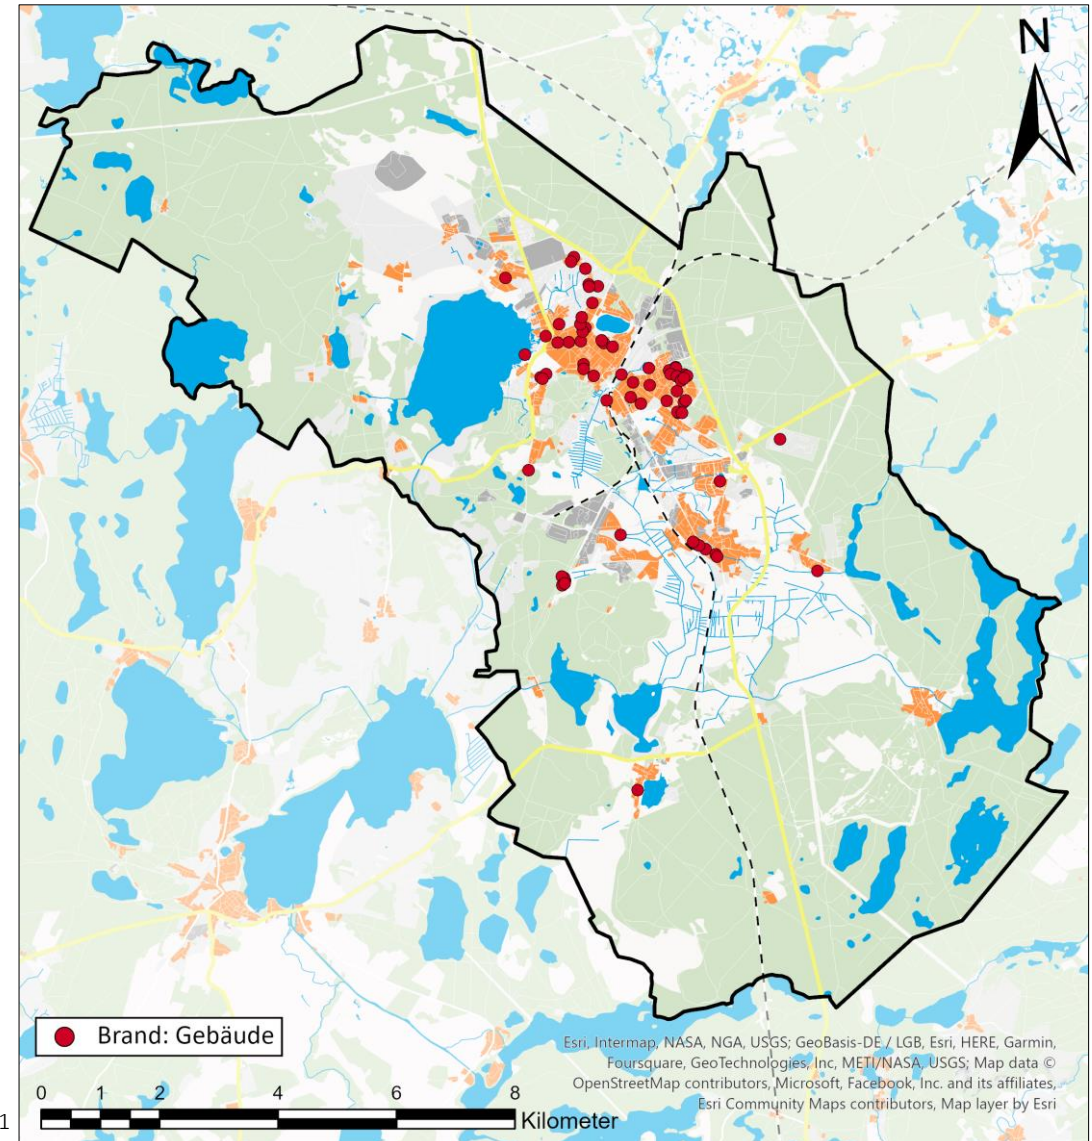 N
Brand: Gebäude
Esri, Intermap, NASA, NGA, USGS; GeoBasis-DE / LGB, Esri, HERE, Garmin,
Foursquare, GeoTechnologies, Inc, METI/NASA, USGS; Map data ©
OpenStreetMap contributors, Microsoft, Facebook, Inc. and its affiliates,
Esri Community Maps contributors, Map layer by Esri
0 1 2 4 6 8
Kilometer
1